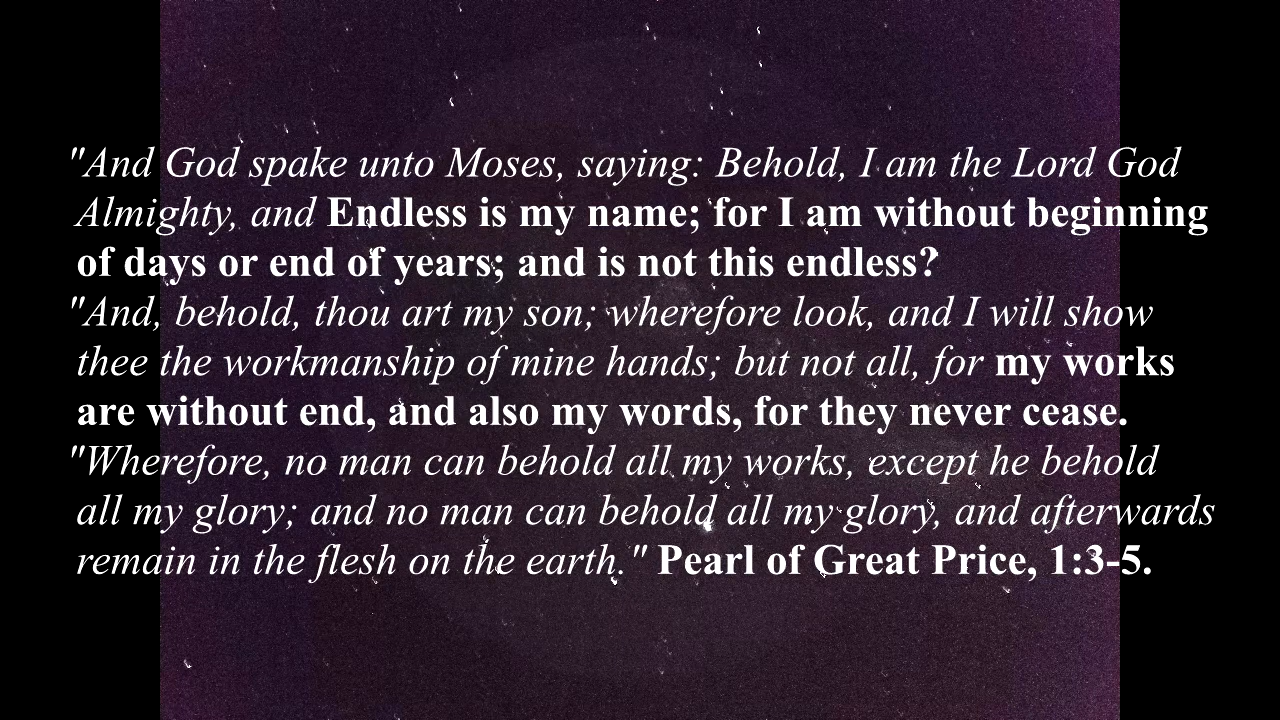 "And God spake unto Moses, saying: Behold, I am the Lord God
Almighty, and Endless is my name; for I am without beginning
of days or end of years; and is not this endless?
"And, behold, thou art my son; wherefore look, and I will show
thee the workmanship of mine hands; but not all, for my works
are without end, and also my words, for they never cease.
"Wherefore, no man can behold all my works, except he behold
all my glory; and no man can behold all my glory, and afterwards
remain in the flesh on the earth." Pearl of Great Price, 1:3-5.